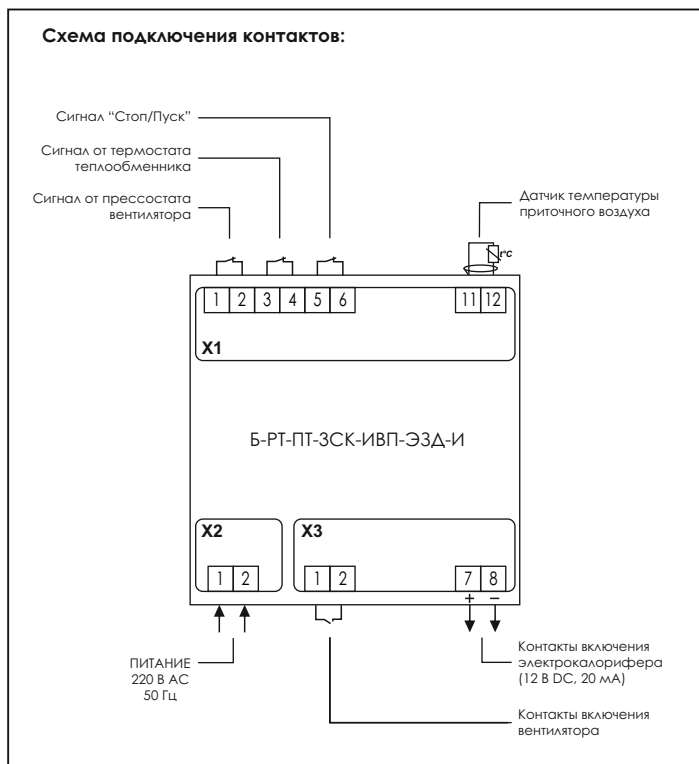 Схема подключения контактов:
Сигнал “Стоп/Пуск”
Сигнал от термостата
теплообменника
Сигнал от прессостата
вентилятора
Датчик температуры
приточного воздуха
t°C
1 2 3 4 5 6
11 12
X1
Б-РТ-ПТ-3СК-ИВП-ЭЗД-И
X2
X3
1 2
1 2
7 8
+ −
ПИТАНИЕ
220 В АС
50 Гц
Контакты включения
электрокалорифера
(12 В DC, 20 мА)
Контакты включения
вентилятора